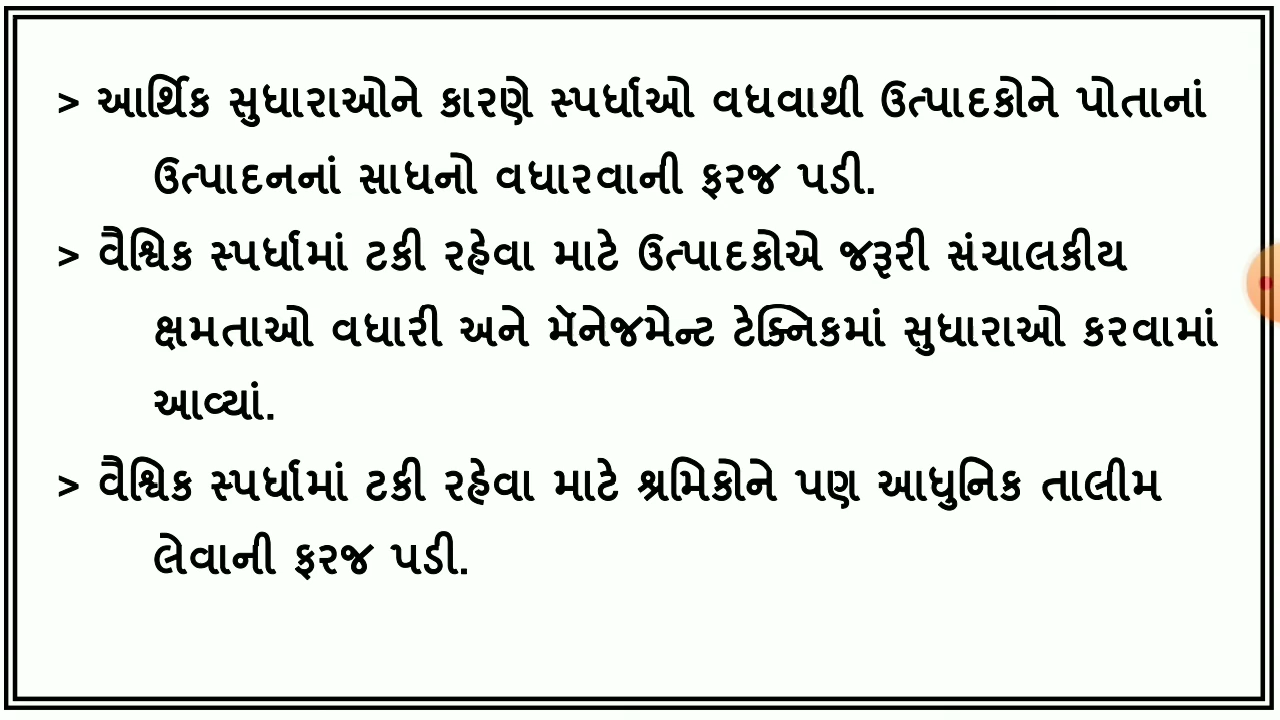 > આર્થિક સુધારાઓને કારણે સ્પર્ધાઓ વધવાથી ઉત્પાદકોને પોતાનાં
ઉત્પાદનનાં સાધનો વધારવાની ફરજ પડી.
> વૈશ્વિક સ્પર્ધામાં ટકી રહેવા માટે ઉત્પાદકોએ જરૂરી સંચાલકીય
ક્ષમતાઓ વધારી અને મૅનેજમેન્ટ ટેક્નિકમાં સુધારાઓ કરવામાં
આવ્યાં.
> વૈશ્વિક સ્પર્ધામાં ટકી રહેવા માટે શ્રમિકોને પણ આધુનિક તાલીમ
લેવાની ફરજ પડી.